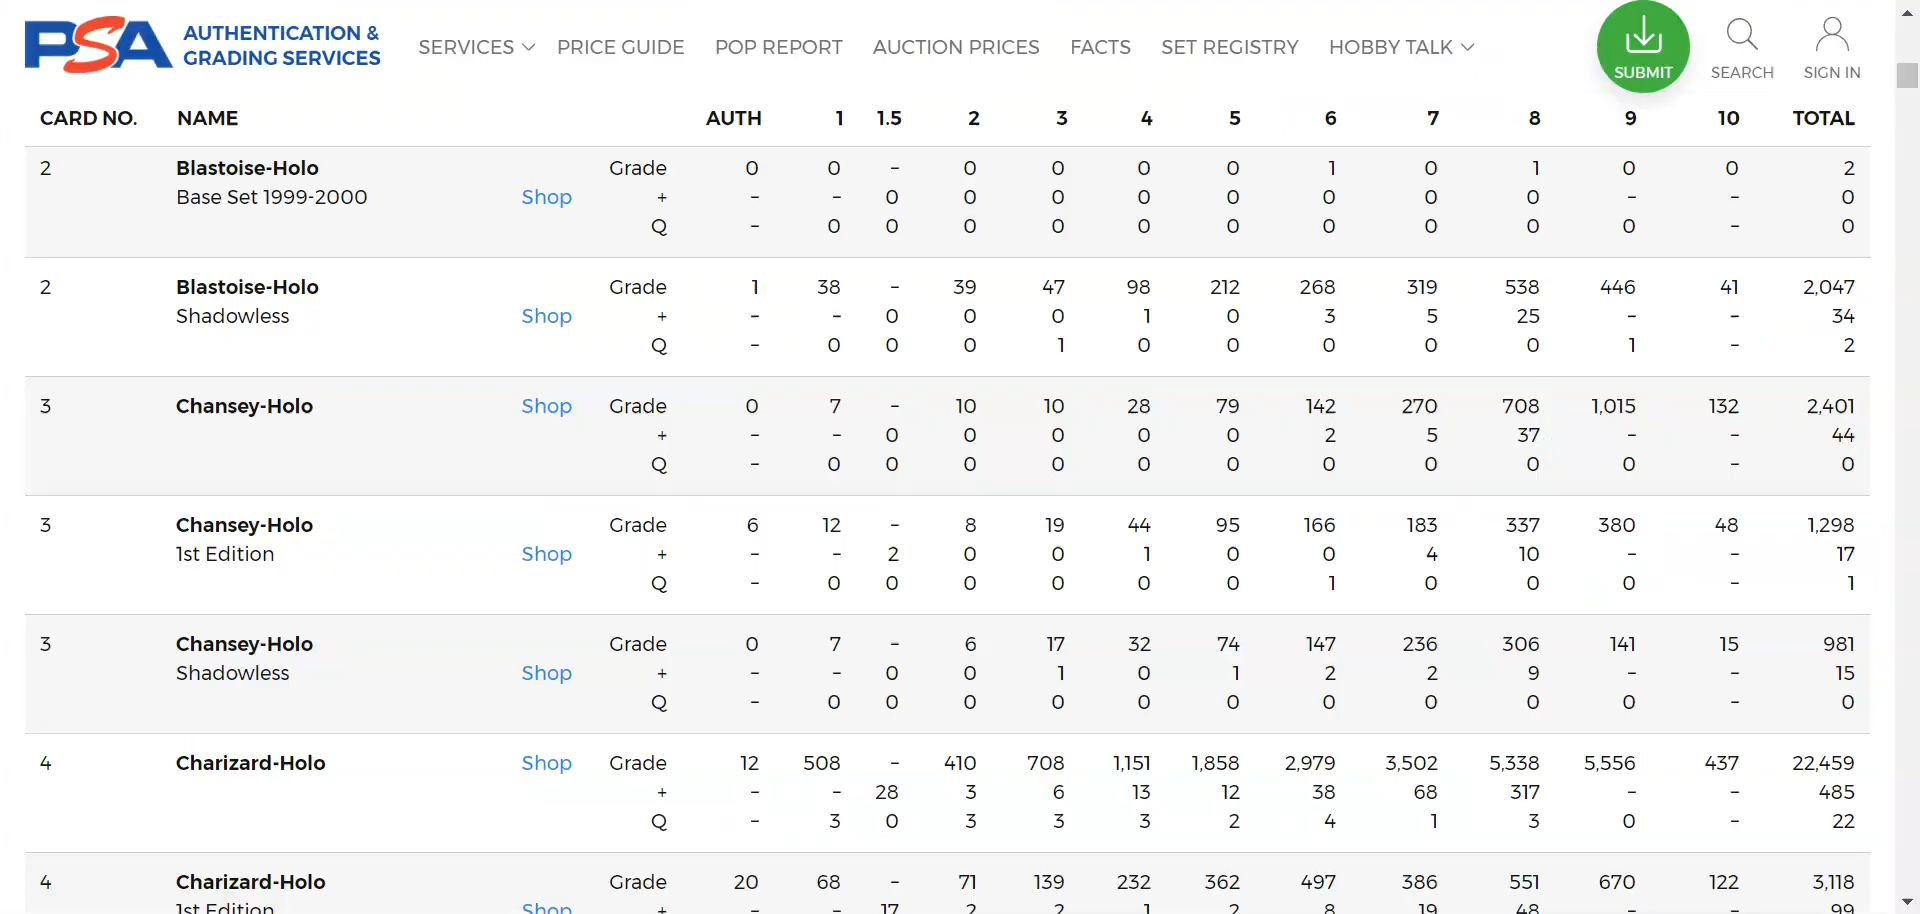 PSA AUTHENTICATION & GRADING SERVICES
SERVICES PRICE GUIDE POP REPORT AUCTION PRICES FACTS SET REGISTRY HOBBY TALK SUBMIT SEARCH SIGN IN
CARD NO. NAME AUTH 1 1.5 2 3 4 5 6 7 8 9 10 TOTAL
2 Blastoise-Holo Grade 0 0 - 0 0 0 0 1 0 1 0 0 2
Base Set 1999-2000 Shop + - - 0 0 0 0 0 0 0 0 - - 0
Q - 0 0 0 0 0 0 0 0 0 0 - 0
2 Blastoise-Holo Grade 1 38 - 39 47 98 212 268 319 538 446 41 2,047
Shadowless Shop + - - 0 0 0 1 0 3 5 25 - - 34
Q - 0 0 0 1 0 0 0 0 0 1 - 2
3 Chansey-Holo Shop Grade 0 7 - 10 10 28 79 142 270 708 1,015 132 2,401
+ - - 0 0 0 0 0 2 5 37 - - 44
Q - 0 0 0 0 0 0 0 0 0 0 - 0
3 Chansey-Holo Grade 6 12 - 8 19 44 95 166 183 337 380 48 1,298
1st Edition Shop + - - 2 0 0 1 0 0 4 10 - - 17
Q - 0 0 0 0 0 0 1 0 0 0 - 1
3 Chansey-Holo Grade 0 7 - 6 17 32 74 147 236 306 141 15 981
Shadowless Shop + - - 0 0 1 0 1 2 2 9 - - 15
Q - 0 0 0 0 0 0 0 0 0 0 - 0
4 Charizard-Holo Shop Grade 12 508 - 410 708 1,151 1,858 2,979 3,502 5,338 5,556 437 22,459
+ - - 28 3 6 13 12 38 68 317 - - 485
Q - 3 0 3 3 3 2 4 1 3 0 - 22
4 Charizard-Holo Grade 20 68 - 71 139 232 362 497 386 551 670 122 3,118
1st Edition Shop + - - 17 2 2 1 2 8 19 48 - - 99